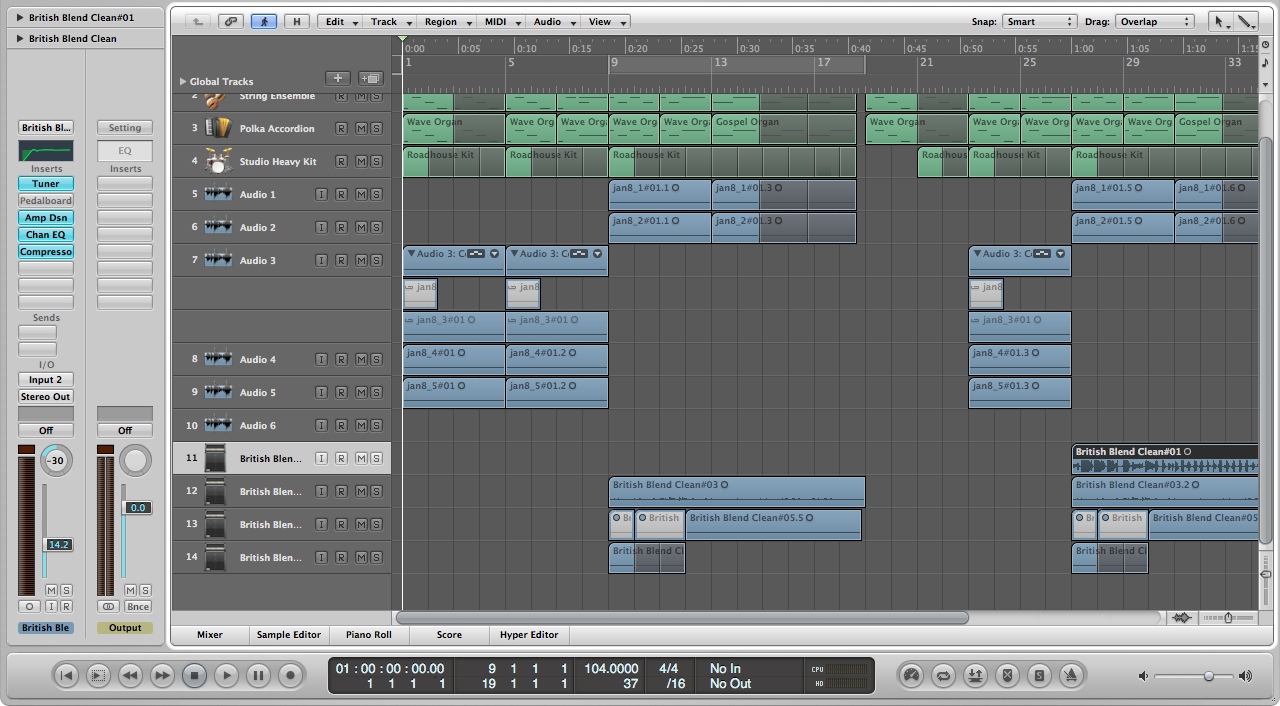 British Blend Clean#01
British Blend Clean
Edit Track Region MIDI Audio View Snap: Smart Drag: Overlap
H
0:00 0:05 0:10 0:15 0:20 0:25 0:30 0:35 0:40 0:45 0:50 0:55 1:00 1:05 1:10 1:15
1 5 9 13 17 21 25 29 33
Global Tracks
2 String Ensemble R M S
3 Polka Accordion R M S Wave Organ Wave Orga Wave Orga Wave Orga Wave Orga Gospel Organ Wave Organ Wave Orga Wave Orga Wave Orga Wave Orga Gospel Organ
4 Studio Heavy Kit R M S Roadhouse Kit Roadhouse Kit Roadhouse Kit Roadhous Roadhouse Kit Roadhouse Kit
5 Audio 1 I R M S jan8_1#01.1 jan8_1#01.3 jan8_1#01.5 jan8_1#01.6
6 Audio 2 I R M S jan8_2#01.1 jan8_2#01.3 jan8_2#01.5 jan8_2#01.6
7 Audio 3 I R M S Audio 3: C Audio 3: C Audio 3: C
jan8 jan8 jan8
jan8_3#01 jan8_3#01 jan8_3#01
8 Audio 4 I R M S jan8_4#01 jan8_4#01.2 jan8_4#01.3
9 Audio 5 I R M S jan8_5#01 jan8_5#01.2 jan8_5#01.3
10 Audio 6 I R M S
11 British Blen... I R M S British Blend Clean#01
12 British Blen... I R M S British Blend Clean#03 British Blend Clean#03.2
13 British Blen... I R M S Br British British Blend Clean#05.5 Br British British Blend Clean#05
14 British Blen... I R M S British Blend Cl British Blend Cl
British Bl... Setting
EQ
Inserts Inserts
Tuner
Pedalboard
Amp Dsn
Chan EQ
Compresso
Sends
I/O
Input 2
Stereo Out
Off Off
-30
0.0
14.2
M S M S
I R Bnce
British Ble Output
Mixer Sample Editor Piano Roll Score Hyper Editor
01 : 00 : 00 : 00.00 9 1 1 1 104.0000 4/4 No In CPU
1 1 1 1 19 1 1 1 37 /16 No Out HD
S